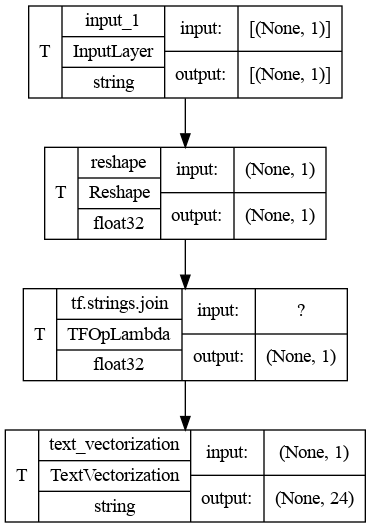 T input_1 InputLayer string input: [(None, 1)] output: [(None, 1)]
T reshape Reshape float32 input: (None, 1) output: (None, 1)
T tf.strings.join TFOpLambda float32 input: ? output: (None, 1)
T text_vectorization TextVectorization string input: (None, 1) output: (None, 24)